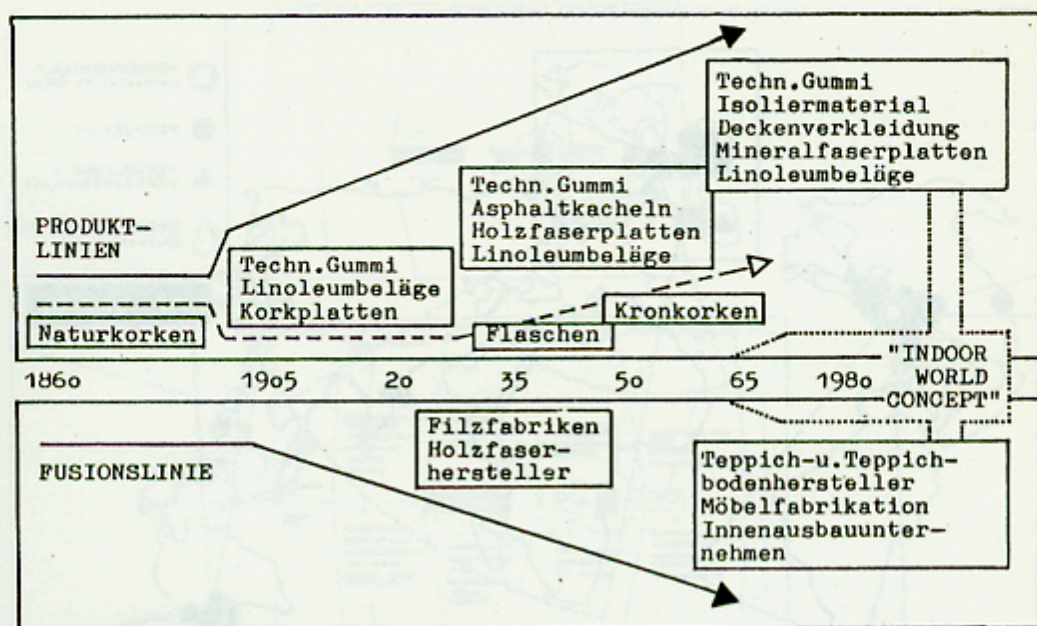 Techn.Gummi
Isoliermaterial
Deckenverkleidung
Mineralfaserplatten
Linoleumbeläge
Techn.Gummi
Asphaltkacheln
Holzfaserplatten
Linoleumbeläge
PRODUKT-
LINIEN
Techn.Gummi
Linoleumbeläge
Korkplatten
Naturkorken
Flaschen
Kronkorken
186o
19o5
2o
35
5o
65
198o
"INDOOR
WORLD
CONCEPT"
FUSIONSLINIE
Filzfabriken
Holzfaser-
hersteller
Teppich-u.Teppich-
bodenhersteller
Möbelfabrikation
Innenausbauunter-
nehmen